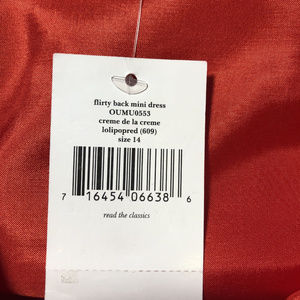 flirty back mini dress
OUMU0553
creme de la creme
lolipopred (609)
size 14
7 16454 06638 6
read the classics